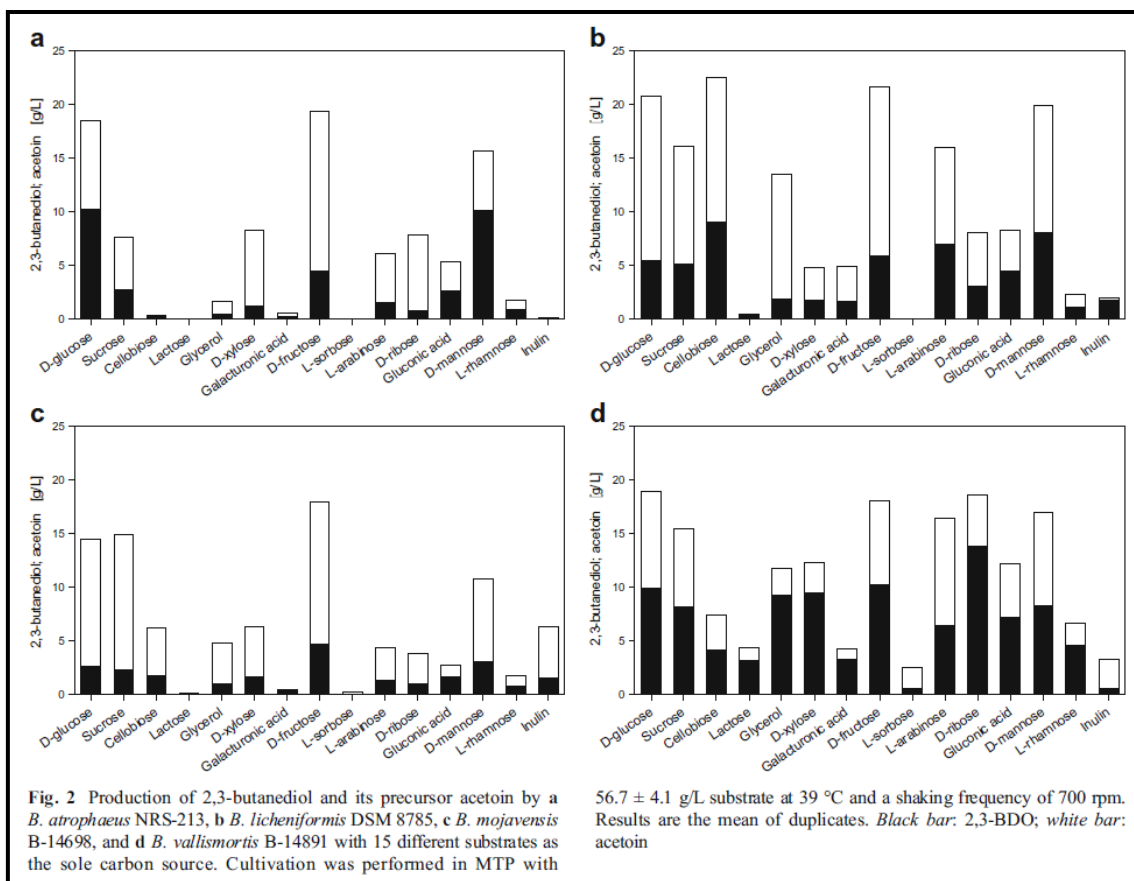 a
2,3-butanediol; acetoin [g/L]
25
20
15
10
5
0
D-glucose
Sucrose
Cellobiose
Lactose
Glycerol
D-xylose
Galacturonic acid
D-fructose
L-sorbose
L-arabinose
D-ribose
Gluconic acid
D-mannose
L-rhamnose
Inulin
b
2,3-butanediol; acetoin [g/L]
25
20
15
10
5
0
D-glucose
Sucrose
Cellobiose
Lactose
Glycerol
D-xylose
Galacturonic acid
D-fructose
L-sorbose
L-arabinose
D-ribose
Gluconic acid
D-mannose
L-rhamnose
Inulin
c
2,3-butanediol; acetoin [g/L]
25
20
15
10
5
0
D-glucose
Sucrose
Cellobiose
Lactose
Glycerol
D-xylose
Galacturonic acid
D-fructose
L-sorbose
L-arabinose
D-ribose
Gluconic acid
D-mannose
L-rhamnose
Inulin
d
2,3-butanediol; acetoin [g/L]
25
20
15
10
5
0
D-glucose
Sucrose
Cellobiose
Lactose
Glycerol
D-xylose
Galacturonic acid
D-fructose
L-sorbose
L-arabinose
D-ribose
Gluconic acid
D-mannose
L-rhamnose
Inulin
Fig. 2 Production of 2,3-butanediol and its precursor acetoin by a
B. atrophaeus NRS-213, b B. licheniformis DSM 8785, c B. mojavensis
B-14698, and d B. vallismortis B-14891 with 15 different substrates as
the sole carbon source. Cultivation was performed in MTP with
56.7 ± 4.1 g/L substrate at 39 °C and a shaking frequency of 700 rpm.
Results are the mean of duplicates. Black bar: 2,3-BDO; white bar:
acetoin